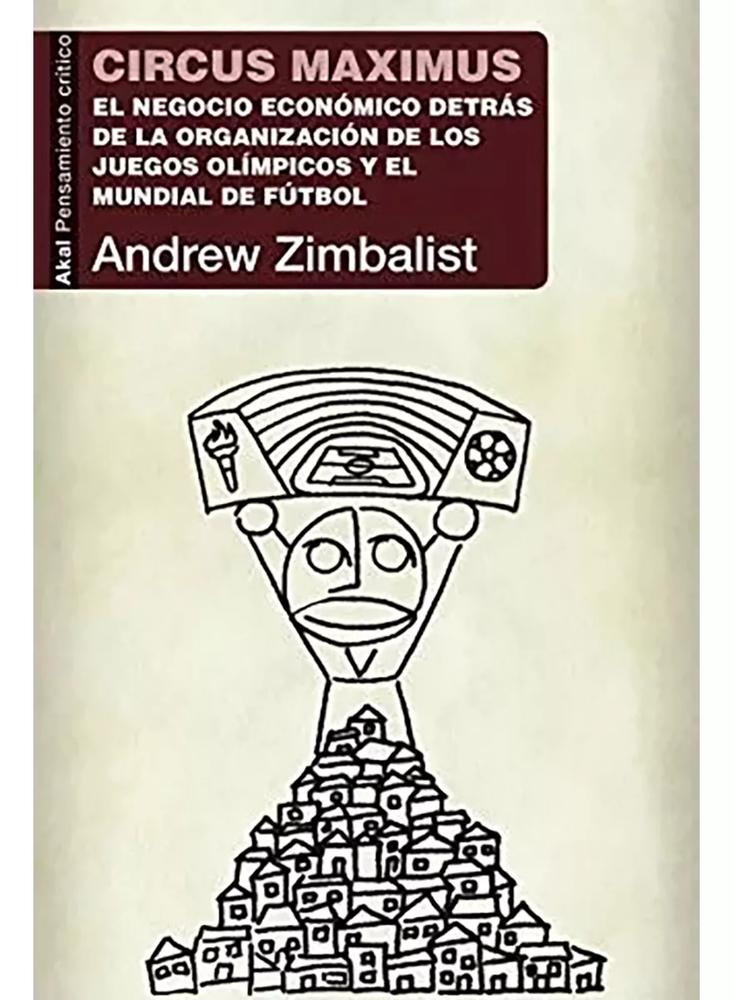 CIRCUS MAXIMUS
EL NEGOCIO ECONÓMICO DETRÁS
DE LA ORGANIZACIÓN DE LOS
JUEGOS OLÍMPICOS Y EL
MUNDIAL DE FÚTBOL
Andrew Zimbalist
Akal Pensamiento crítico